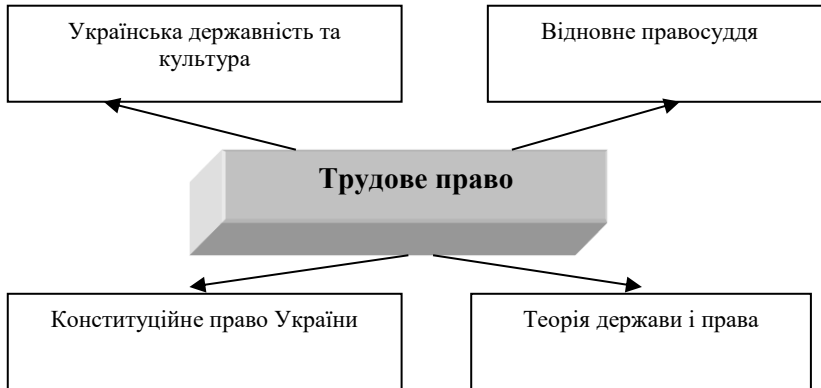 Українська державність та
культура
Відновне правосуддя
Трудове право
Конституційне право України
Теорія держави і права